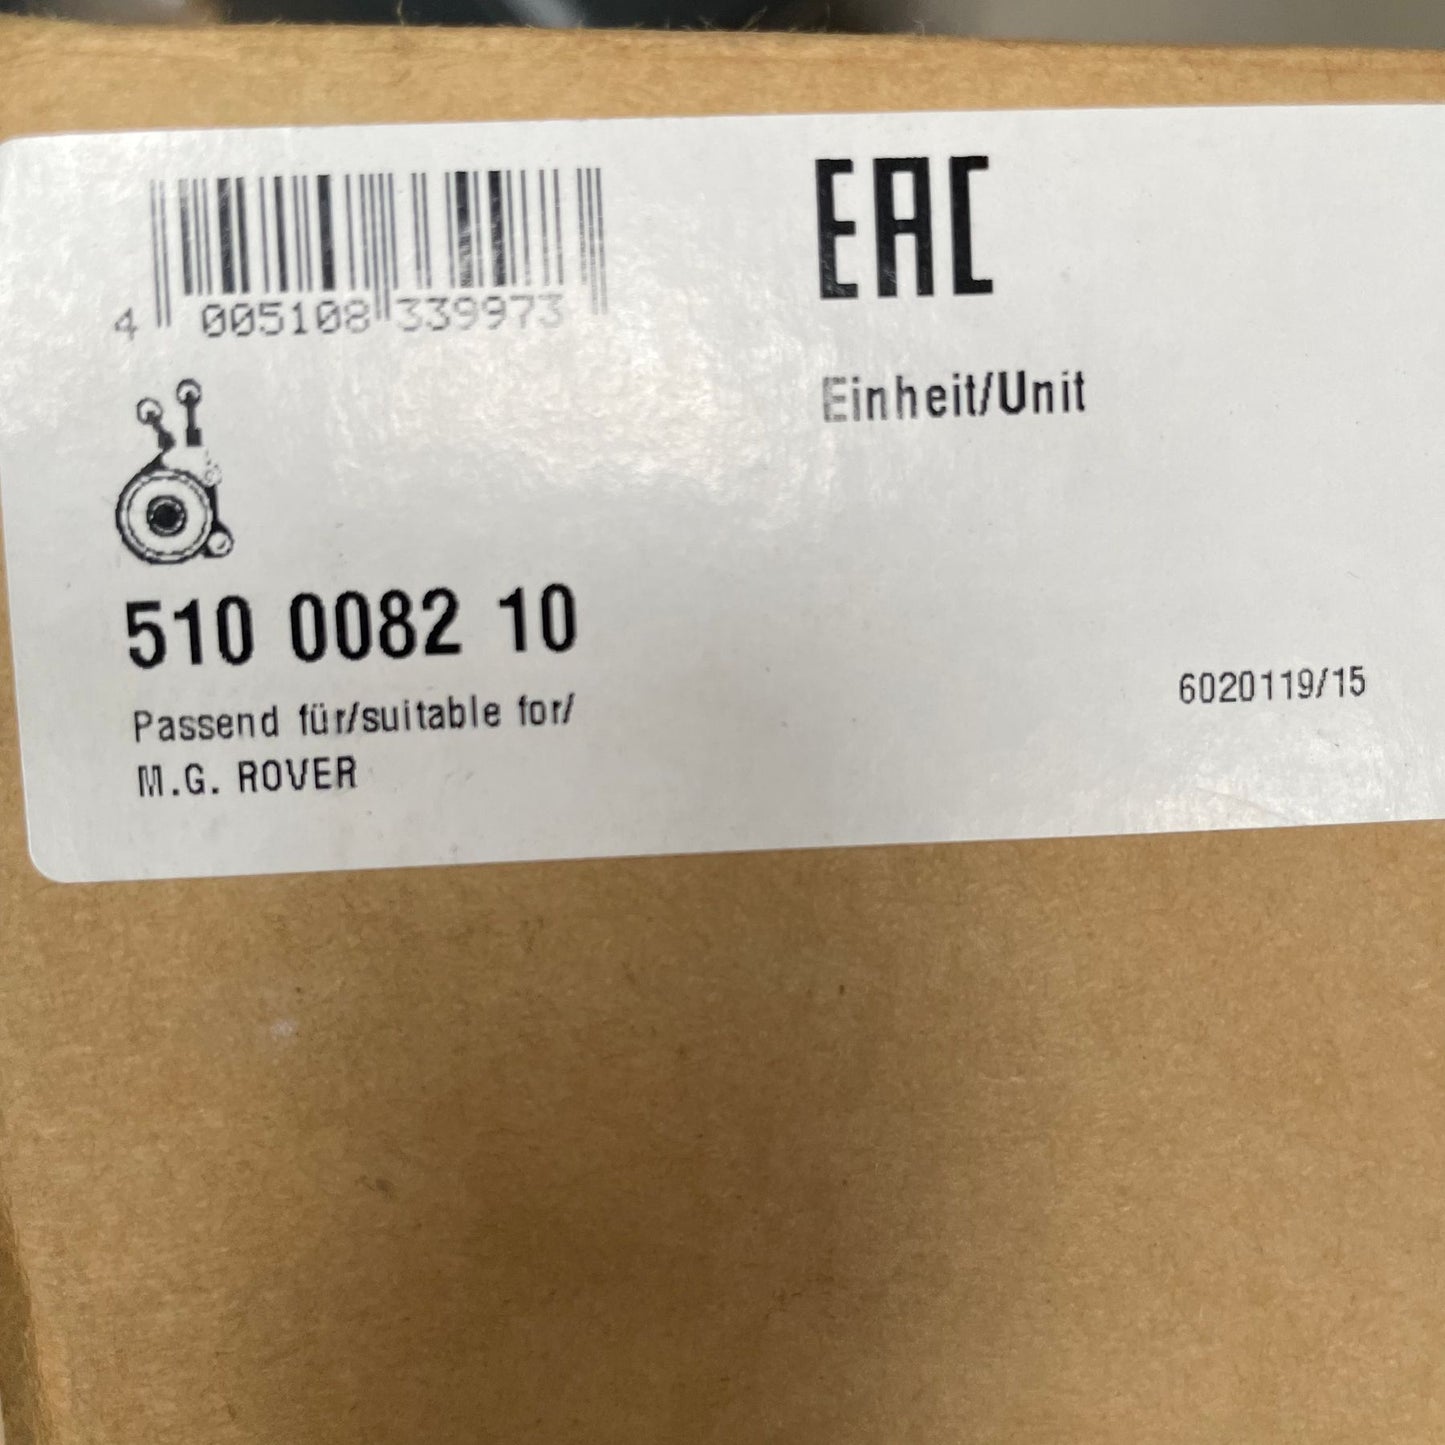 4 005108 339973
EAC
Einheit/Unit
510 0082 10
Passend für/suitable for/
M.G. ROVER
6020119/15